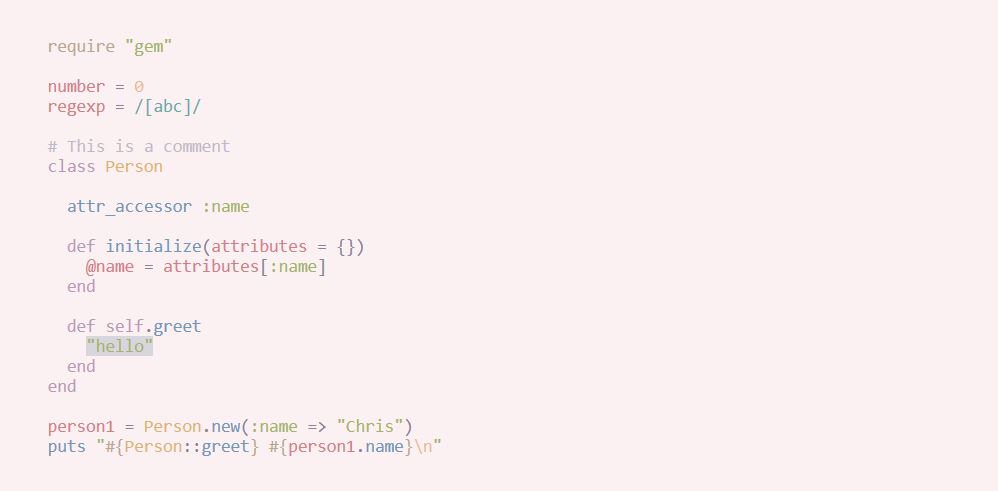 require "gem"

number = 0
regexp = /[abc]/

# This is a comment
class Person

  attr_accessor :name

  def initialize(attributes = {})
    @name = attributes[:name]
  end

  def self.greet
    "hello"
  end
end

person1 = Person.new(:name => "Chris")
puts "#{Person::greet} #{person1.name}\n"